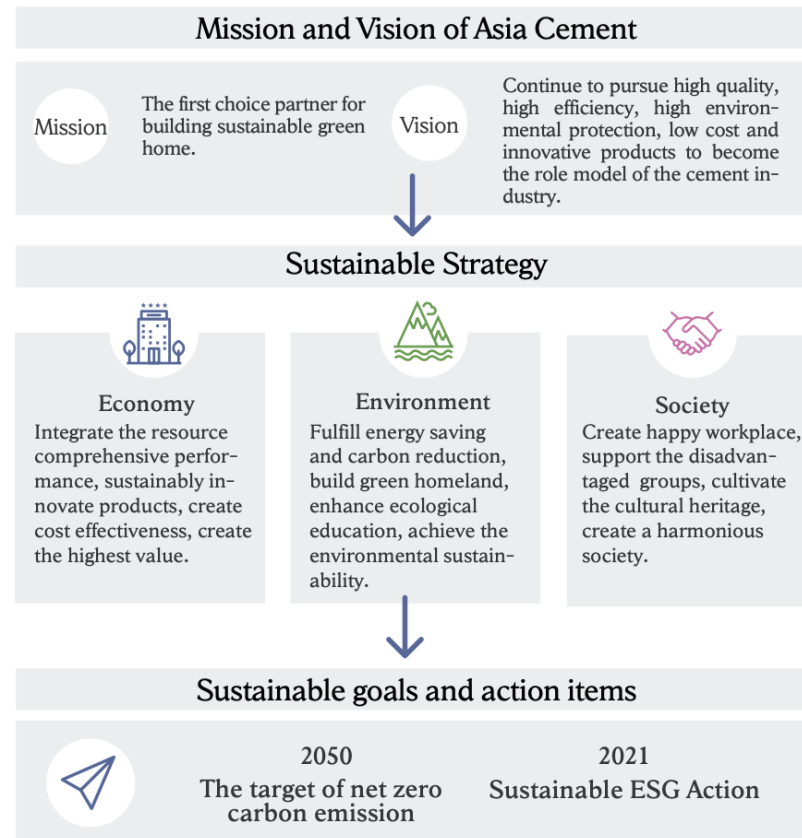 Mission and Vision of Asia Cement
Mission
The first choice partner for
building sustainable green
home.
Vision
Continue to pursue high quality,
high efficiency, high environ-
mental protection, low cost and
innovative products to become
the role model of the cement in-
dustry.
Sustainable Strategy
Economy
Integrate the resource
comprehensive perfor-
mance, sustainably in-
novate products, create
cost effectiveness, create
the highest value.
Environment
Fulfill energy saving
and carbon reduction,
build green homeland,
enhance ecological
education, achieve the
environmental sustain-
ability.
Society
Create happy workplace,
support the disadvan-
taged groups, cultivate
the cultural heritage,
create a harmonious
society.
Sustainable goals and action items
2050
The target of net zero
carbon emission
2021
Sustainable ESG Action